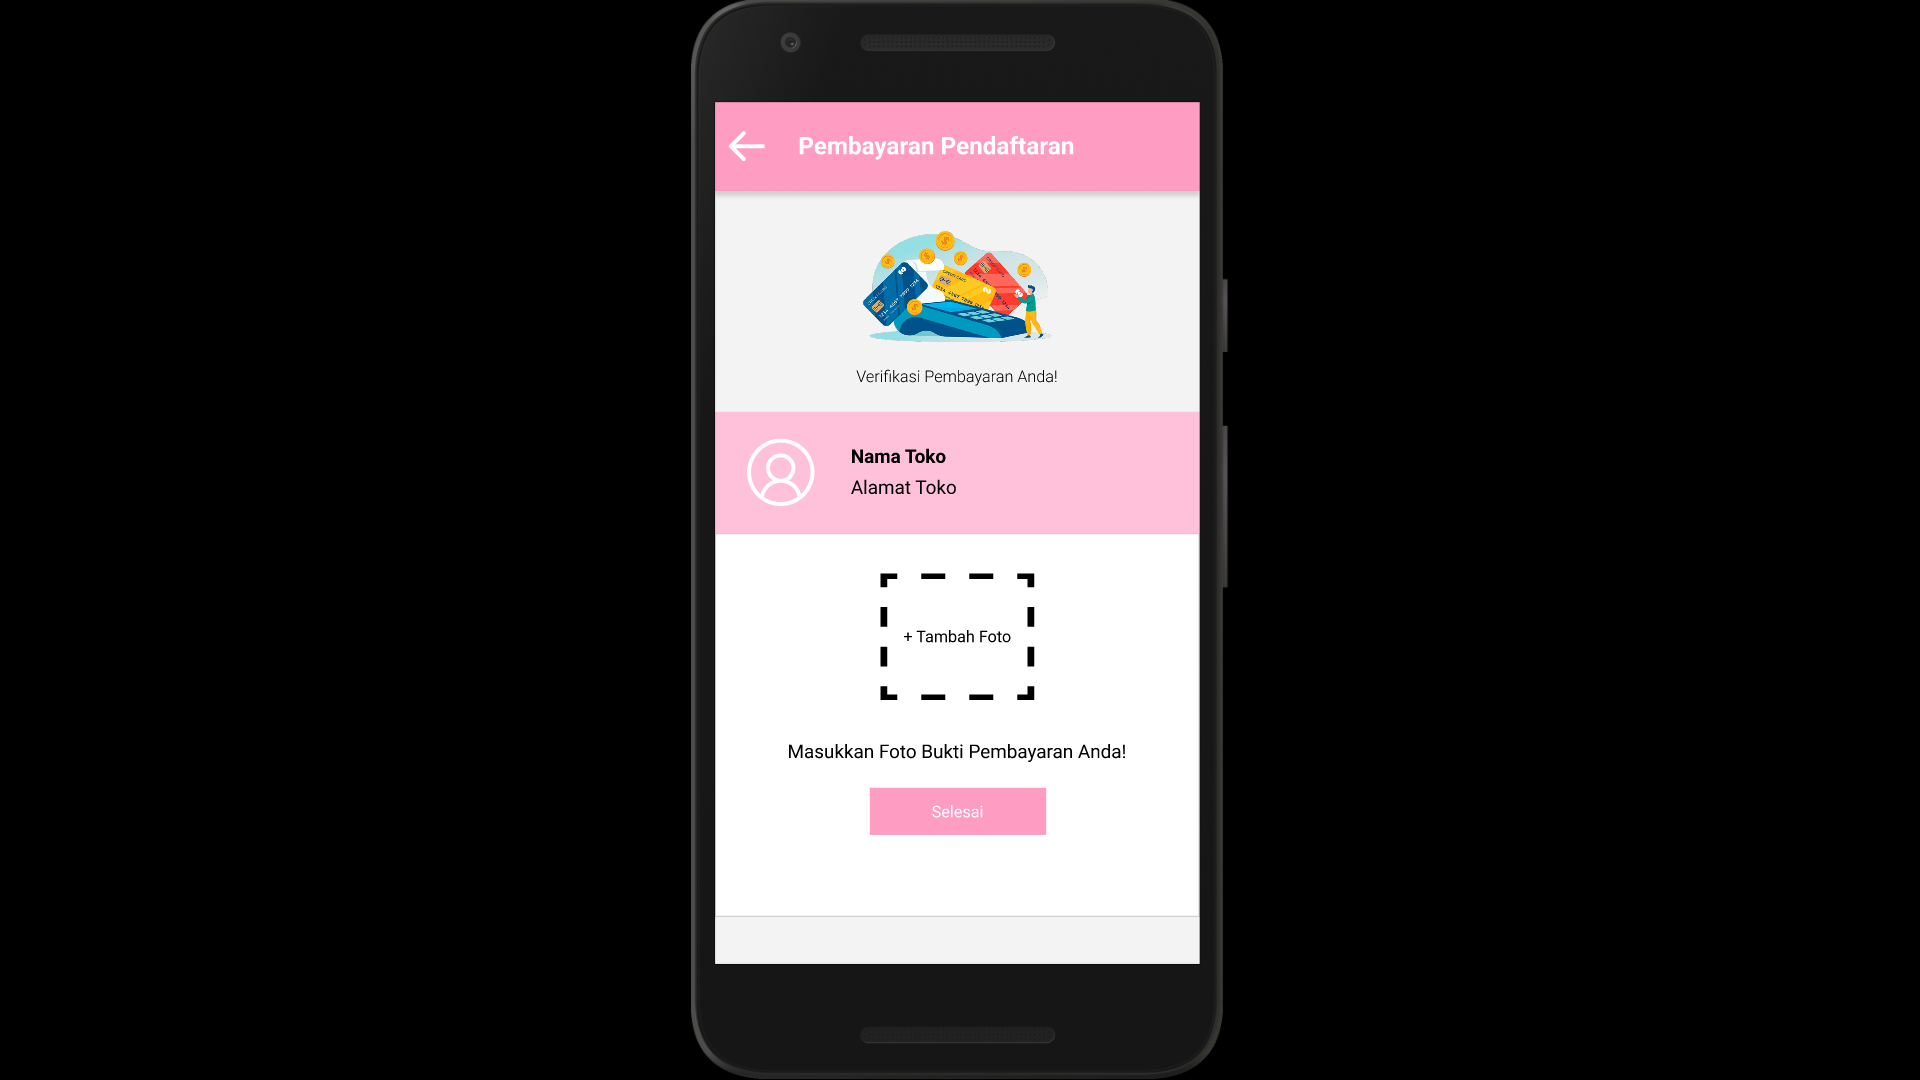 Pembayaran Pendaftaran
Verifikasi Pembayaran Anda!
Nama Toko
Alamat Toko
+ Tambah Foto
Masukkan Foto Bukti Pembayaran Anda!
Selesai